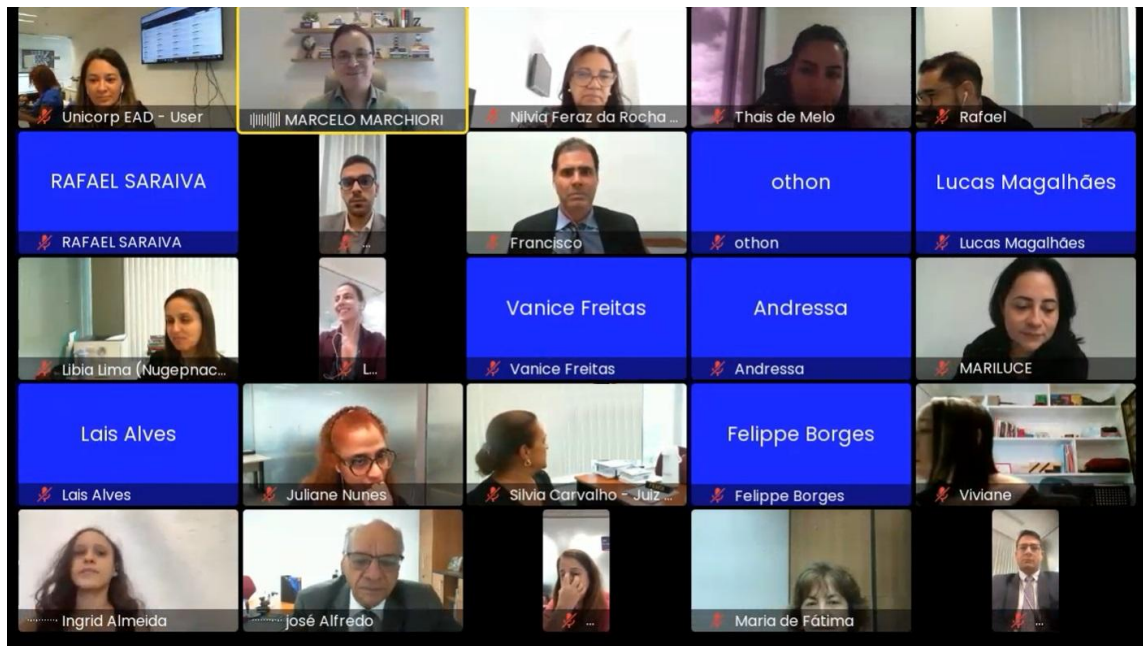 Unicorp EAD - User
MARCELO MARCHIORI
Nilvia Feraz da Rocha ...
Thais de Melo
Rafael
RAFAEL SARAIVA
RAFAEL SARAIVA
...
Francisco
othon
othon
Lucas Magalhães
Lucas Magalhães
Libia Lima (Nugepnac...
L...
Vanice Freitas
Vanice Freitas
Andressa
Andressa
MARILUCE
Lais Alves
Lais Alves
Juliane Nunes
Silvia Carvalho - Juiz ...
Felippe Borges
Felippe Borges
Viviane
Ingrid Almeida
josé Alfredo
...
Maria de Fátima
...